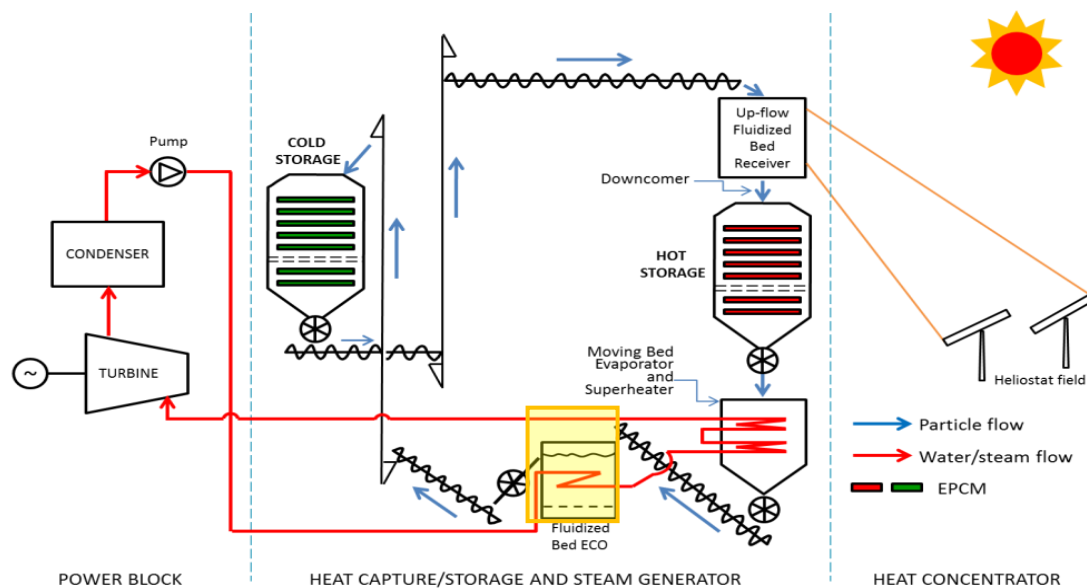 Pump
CONDENSER
TURBINE
~
COLD
STORAGE
Up-flow
Fluidized
Bed
Receiver
Downcomer
HOT
STORAGE
Moving Bed
Evaporator
and
Superheater
Fluidized
Bed ECO
Heliostat field
Particle flow
Water/steam flow
EPCM
POWER BLOCK
HEAT CAPTURE/STORAGE AND STEAM GENERATOR
HEAT CONCENTRATOR